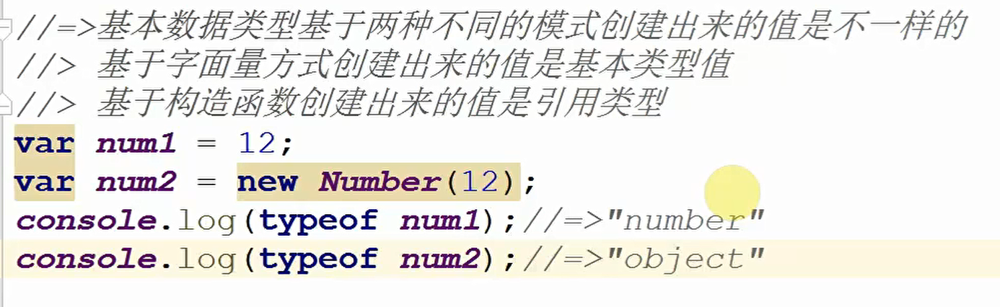 //=>基本数据类型基于两种不同的模式创建出来的值是不一样的
//> 基于字面量方式创建出来的值是基本类型值
//> 基于构造函数创建出来的值是引用类型
var num1 = 12;
var num2 = new Number(12);
console.log(typeof num1);//=>"number"
console.log(typeof num2);//=>"object"